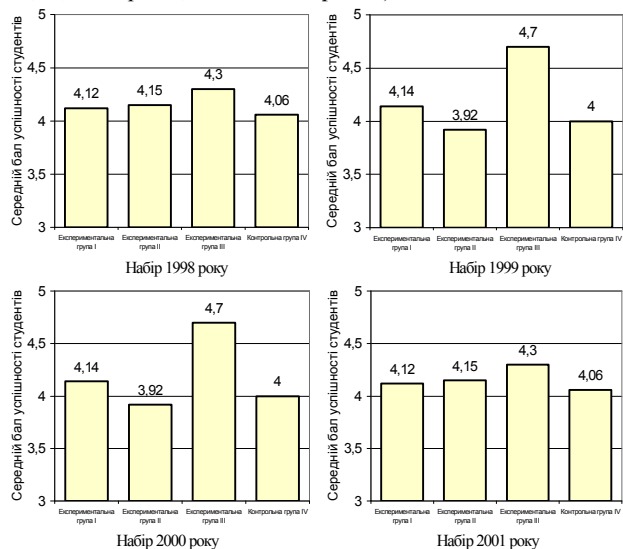 Середній бал успішності студентів
5
4,5
4
3,5
3
4,12
4,15
4,3
4,06
Експериментальна група I
Експериментальна група II
Експериментальна група III
Контрольна група IV
Набір 1998 року
Середній бал успішності студентів
5
4,5
4
3,5
3
4,14
3,92
4,7
4
Експериментальна група I
Експериментальна група II
Експериментальна група III
Контрольна група IV
Набір 1999 року
Середній бал успішності студентів
5
4,5
4
3,5
3
4,14
3,92
4,7
4
Експериментальна група I
Експериментальна група II
Експериментальна група III
Контрольна група IV
Набір 2000 року
Середній бал успішності студентів
5
4,5
4
3,5
3
4,12
4,15
4,3
4,06
Експериментальна група I
Експериментальна група II
Експериментальна група III
Контрольна група IV
Набір 2001 року